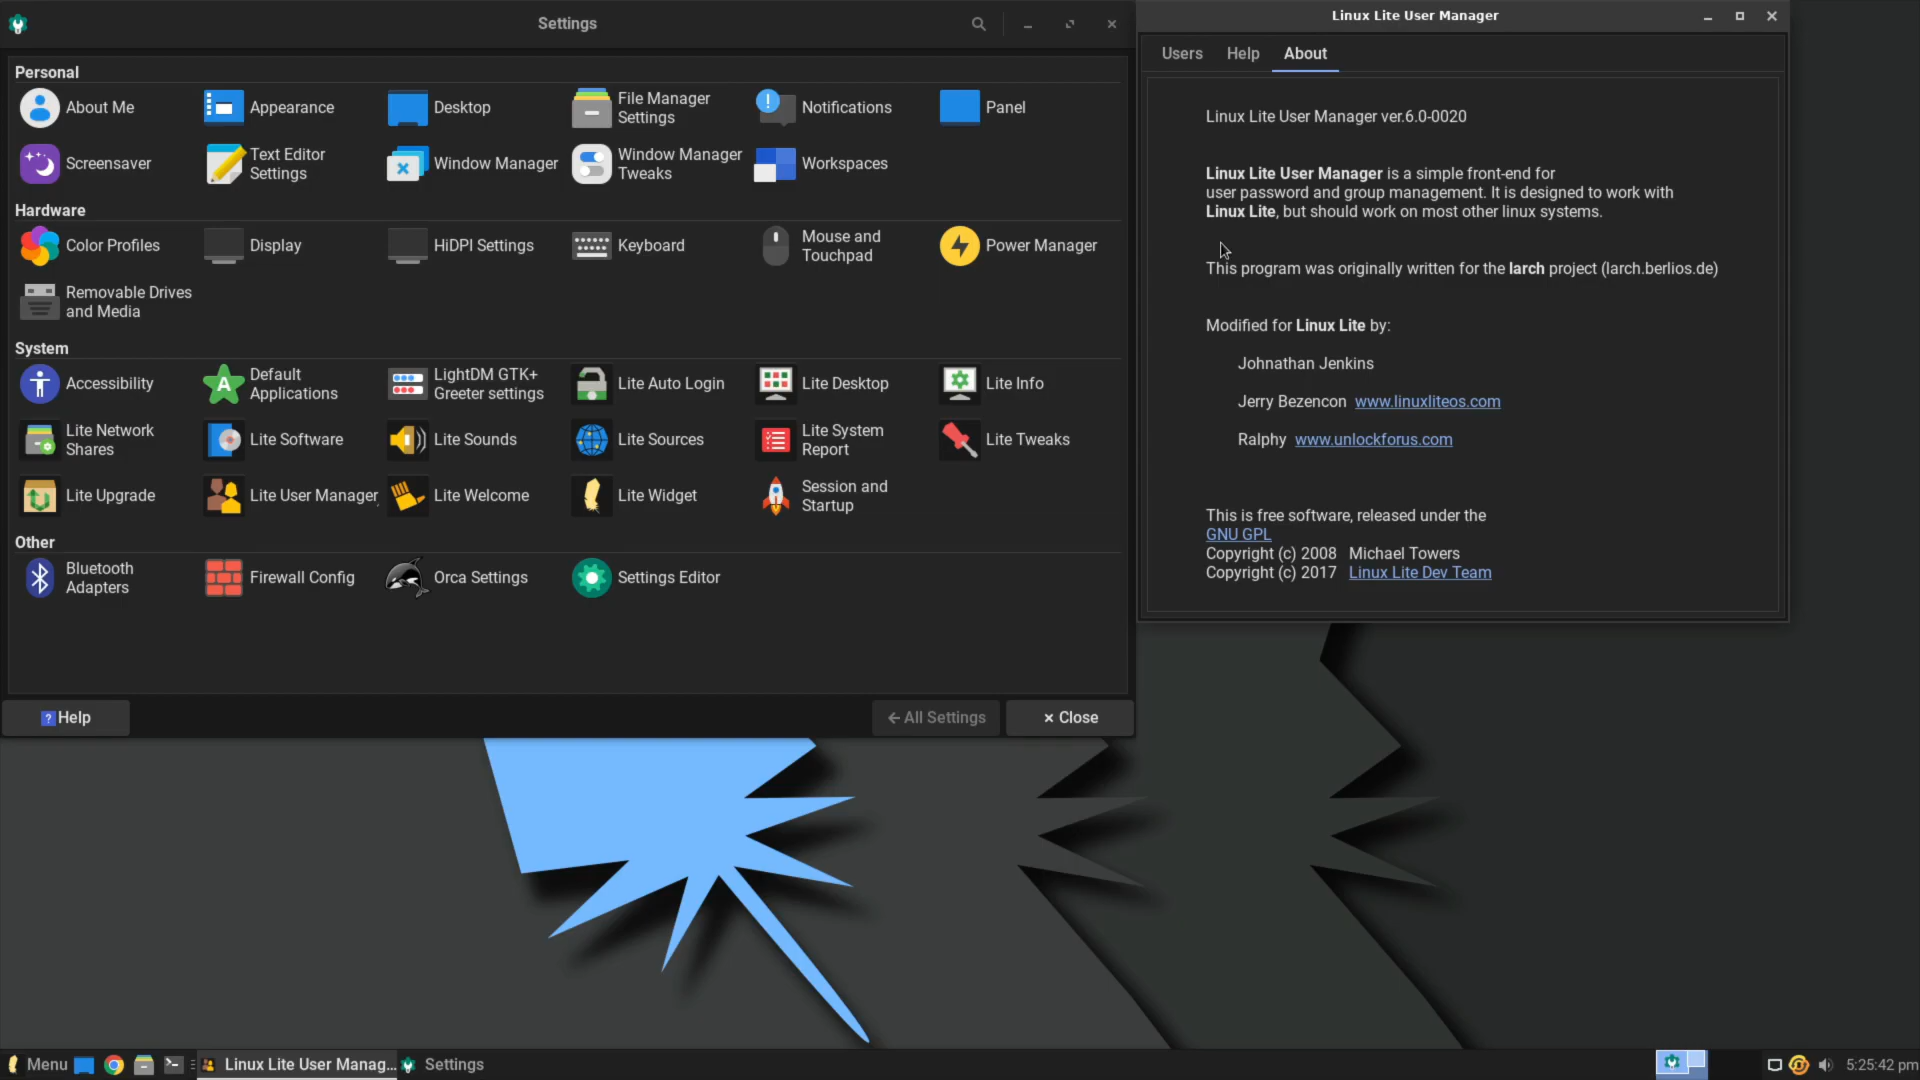 Settings
Personal
About Me
Appearance
Desktop
File Manager
Settings
Notifications
Panel
Screensaver
Text Editor
Settings
Window Manager
Window Manager
Tweaks
Workspaces
Hardware
Color Profiles
Display
HiDPI Settings
Keyboard
Mouse and
Touchpad
Power Manager
Removable Drives
and Media
System
Accessibility
Default
Applications
LightDM GTK+
Greeter settings
Lite Auto Login
Lite Desktop
Lite Info
Lite Network
Shares
Lite Software
Lite Sounds
Lite Sources
Lite System
Report
Lite Tweaks
Lite Upgrade
Lite User Manager
Lite Welcome
Lite Widget
Session and
Startup
Other
Bluetooth
Adapters
Firewall Config
Orca Settings
Settings Editor
Help
All Settings
Close
Linux Lite User Manager
Users Help About
Linux Lite User Manager ver.6.0-0020
Linux Lite User Manager is a simple front-end for
user password and group management. It is designed to work with
Linux Lite, but should work on most other linux systems.
This program was originally written for the larch project (larch.berlios.de)
Modified for Linux Lite by:
Johnathan Jenkins
Jerry Bezencon www.linuxliteos.com
Ralphy www.unlockforus.com
This is free software, released under the
GNU GPL
Copyright (c) 2008 Michael Towers
Copyright (c) 2017 Linux Lite Dev Team
Menu
Linux Lite User Manag...
Settings
5:25:42 pm